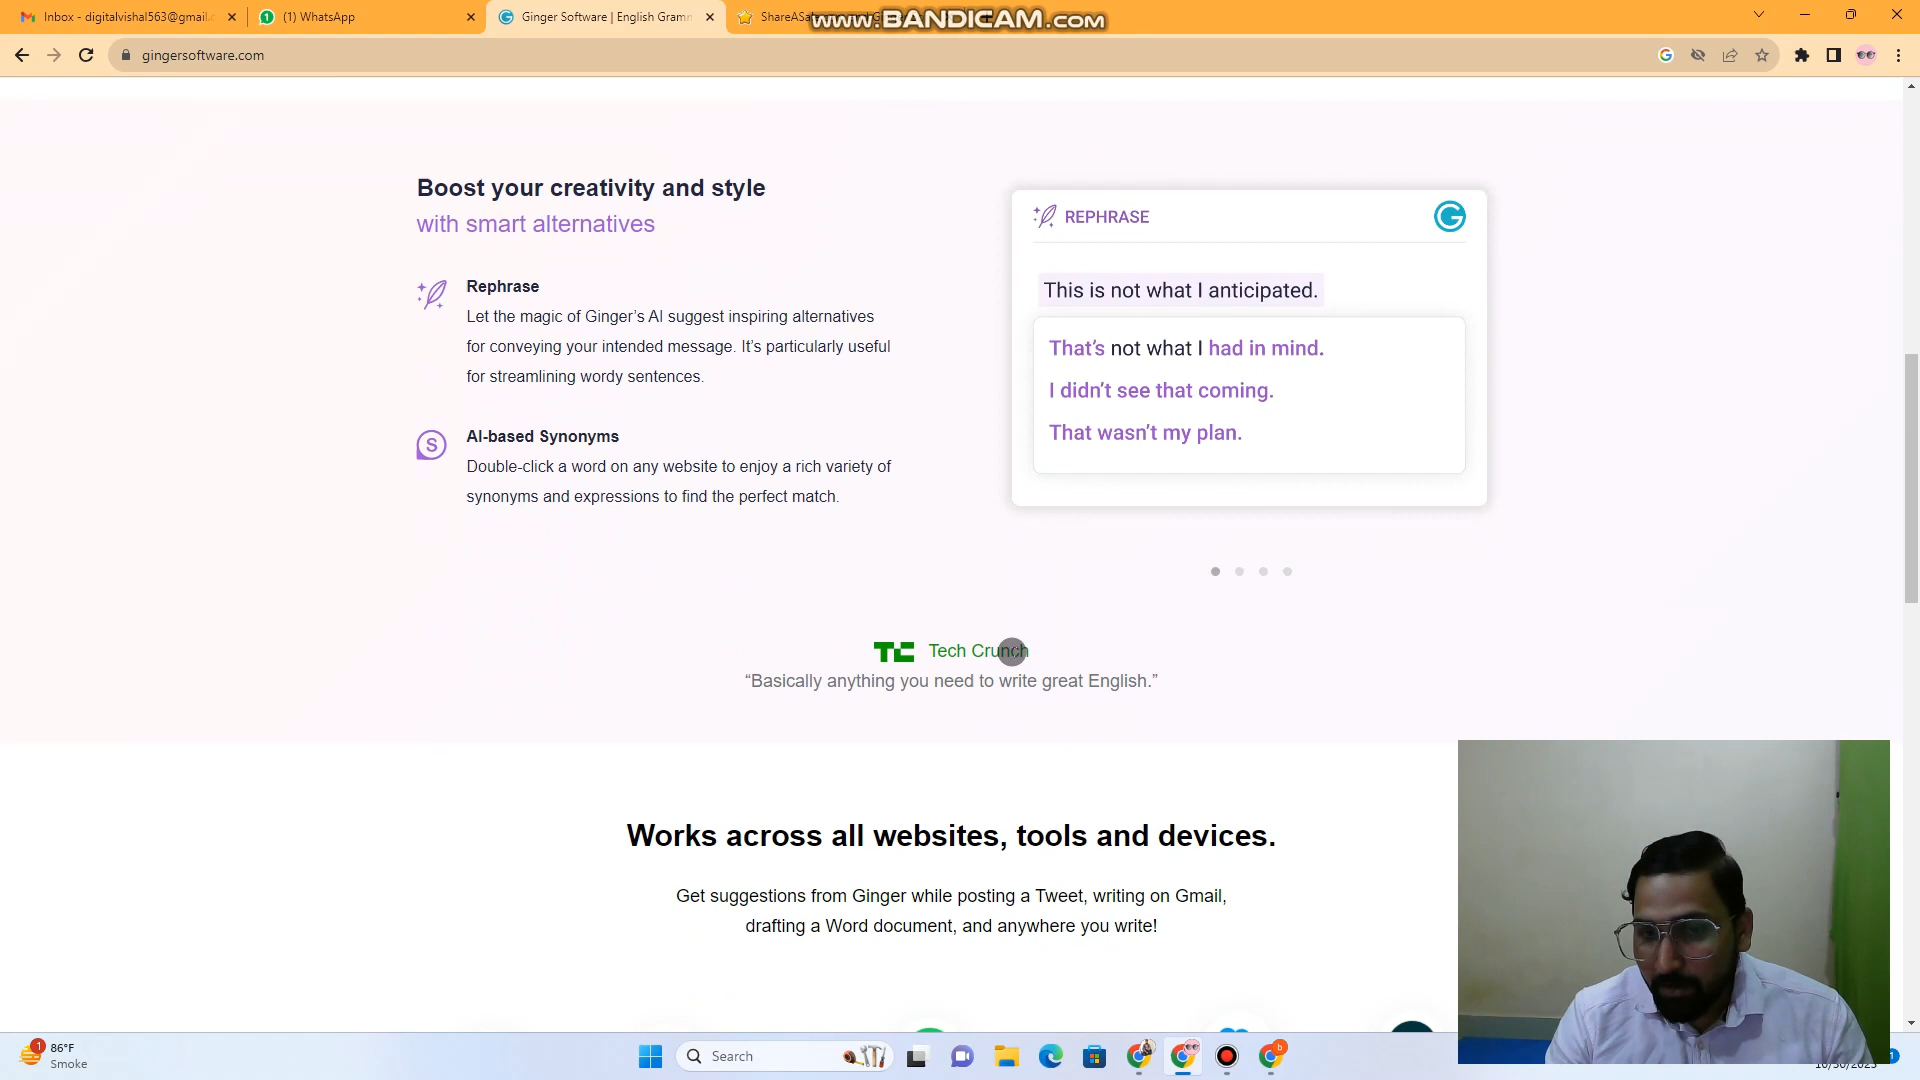 Inbox - digitalvishal563@gmail.c
(1) WhatsApp
Ginger Software | English Gramm
www.BANDICAM.com
gingersoftware.com
Boost your creativity and style
with smart alternatives
Rephrase
Let the magic of Ginger’s AI suggest inspiring alternatives
for conveying your intended message. It’s particularly useful
for streamlining wordy sentences.
S
AI-based Synonyms
Double-click a word on any website to enjoy a rich variety of
synonyms and expressions to find the perfect match.
REPHRASE
This is not what I anticipated.
That’s not what I had in mind.
I didn’t see that coming.
That wasn’t my plan.
TC Tech Crunch
“Basically anything you need to write great English.”
Works across all websites, tools and devices.
Get suggestions from Ginger while posting a Tweet, writing on Gmail,
drafting a Word document, and anywhere you write!
1
86°F
Smoke
Search
b